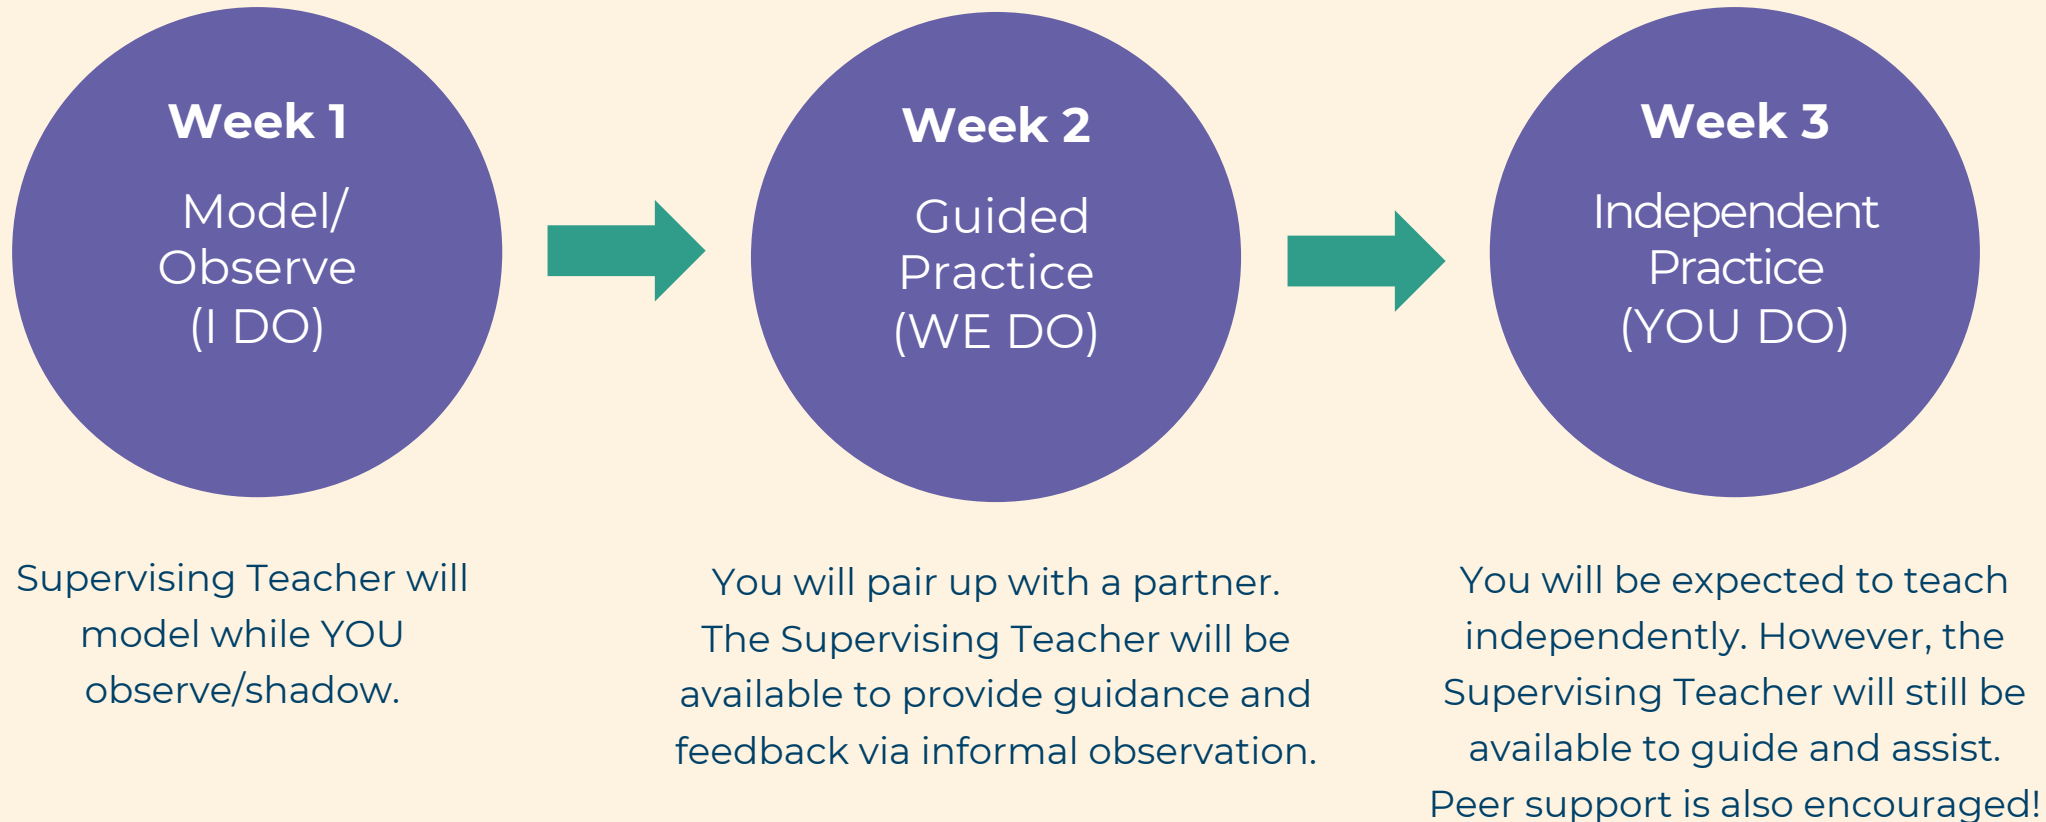 Week 1
Model/
Observe
(I DO)
Supervising Teacher will
model while YOU
observe/shadow.
Week 2
Guided
Practice
(WE DO)
You will pair up with a partner.
The Supervising Teacher will be
available to provide guidance and
feedback via informal observation.
Week 3
Independent
Practice
(YOU DO)
You will be expected to teach
independently. However, the
Supervising Teacher will still be
available to guide and assist.
Peer support is also encouraged!